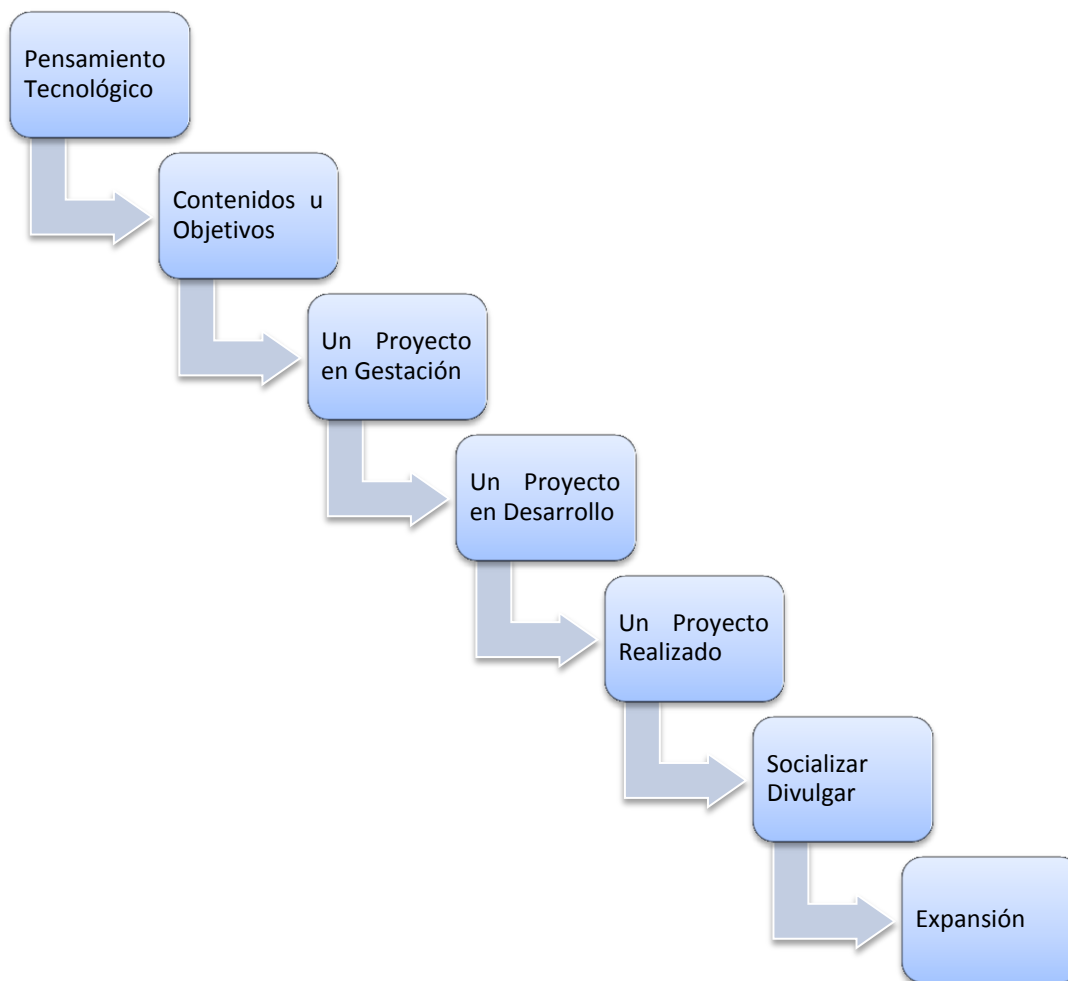 Pensamiento
Tecnológico
Contenidos u
Objetivos
Un Proyecto
en Gestación
Un Proyecto
en Desarrollo
Un Proyecto
Realizado
Socializar
Divulgar
Expansión